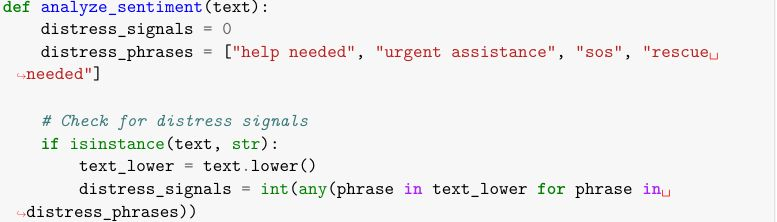 def analyze_sentiment(text):
    distress_signals = 0
    distress_phrases = ["help needed", "urgent assistance", "sos", "rescue␣
↪needed"]

    # Check for distress signals
    if isinstance(text, str):
        text_lower = text.lower()
        distress_signals = int(any(phrase in text_lower for phrase in␣
↪distress_phrases))